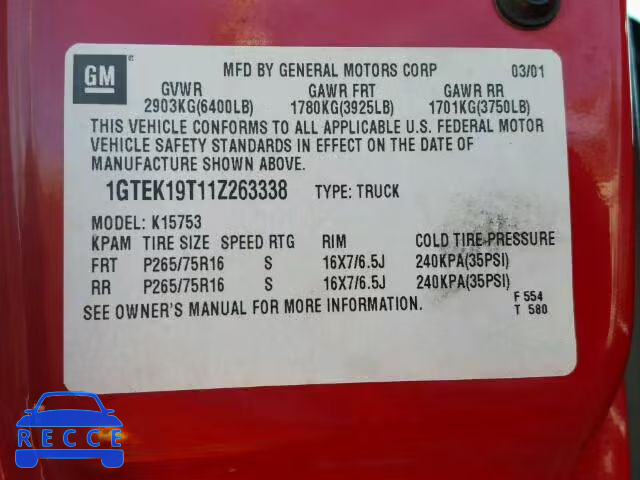 GM
MFD BY GENERAL MOTORS CORP 03/01
GVWR GAWR FRT GAWR RR
2903KG(6400LB) 1780KG(3925LB) 1701KG(3750LB)
THIS VEHICLE CONFORMS TO ALL APPLICABLE U.S. FEDERAL MOTOR
VEHICLE SAFETY STANDARDS IN EFFECT ON THE DATE OF
MANUFACTURE SHOWN ABOVE.
1GTEK19T11Z263338 TYPE: TRUCK
MODEL: K15753
KPAM TIRE SIZE SPEED RTG RIM COLD TIRE PRESSURE
FRT P265/75R16 S 16X7/6.5J 240KPA(35PSI)
RR P265/75R16 S 16X7/6.5J 240KPA(35PSI)
SEE OWNER'S MANUAL FOR MORE INFORMATION.
F 554
T 580
RECCE